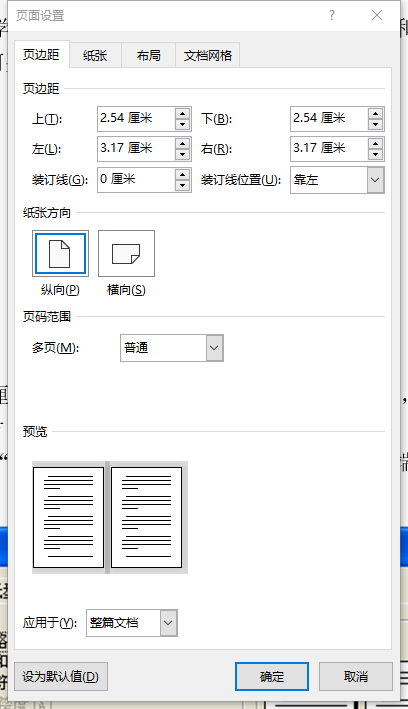 页面设置
页边距 纸张 布局 文档网格
页边距
上(T): 2.54 厘米 下(B): 2.54 厘米
左(L): 3.17 厘米 右(R): 3.17 厘米
装订线(G): 0 厘米 装订线位置(U): 靠左
纸张方向
纵向(P) 横向(S)
页码范围
多页(M): 普通
预览
应用于(Y): 整篇文档
设为默认值(D) 确定 取消